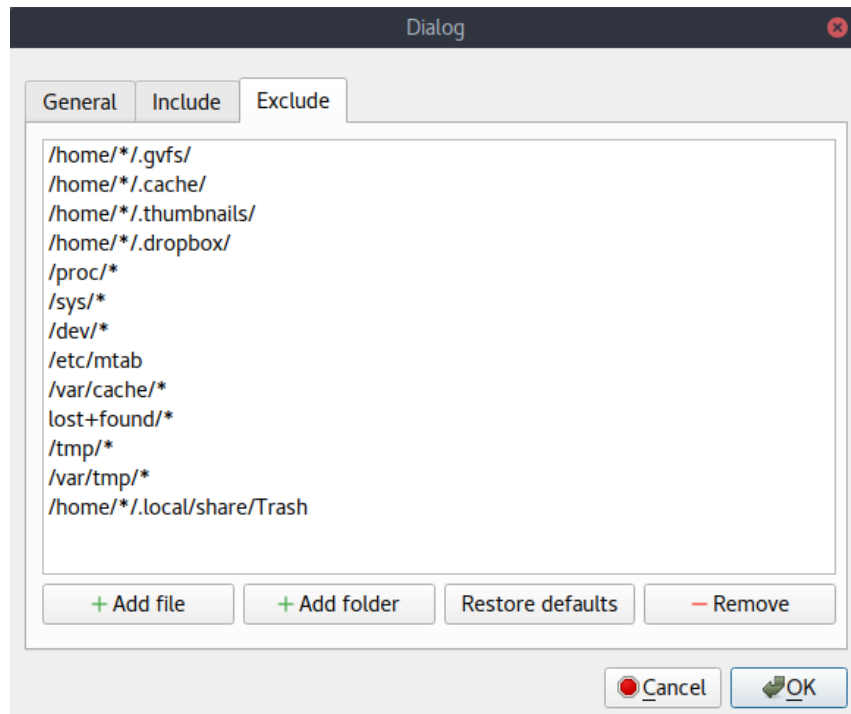 Dialog
General Include Exclude
/home/*/.gvfs/
/home/*/.cache/
/home/*/.thumbnails/
/home/*/.dropbox/
/proc/*
/sys/*
/dev/*
/etc/mtab
/var/cache/*
lost+found/*
/tmp/*
/var/tmp/*
/home/*/.local/share/Trash
+ Add file + Add folder Restore defaults − Remove
Cancel OK